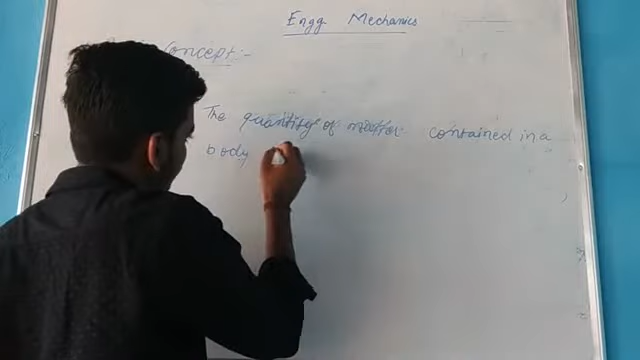 Engg Mechanics
Concept:-
The quantity of matter contained in a
body